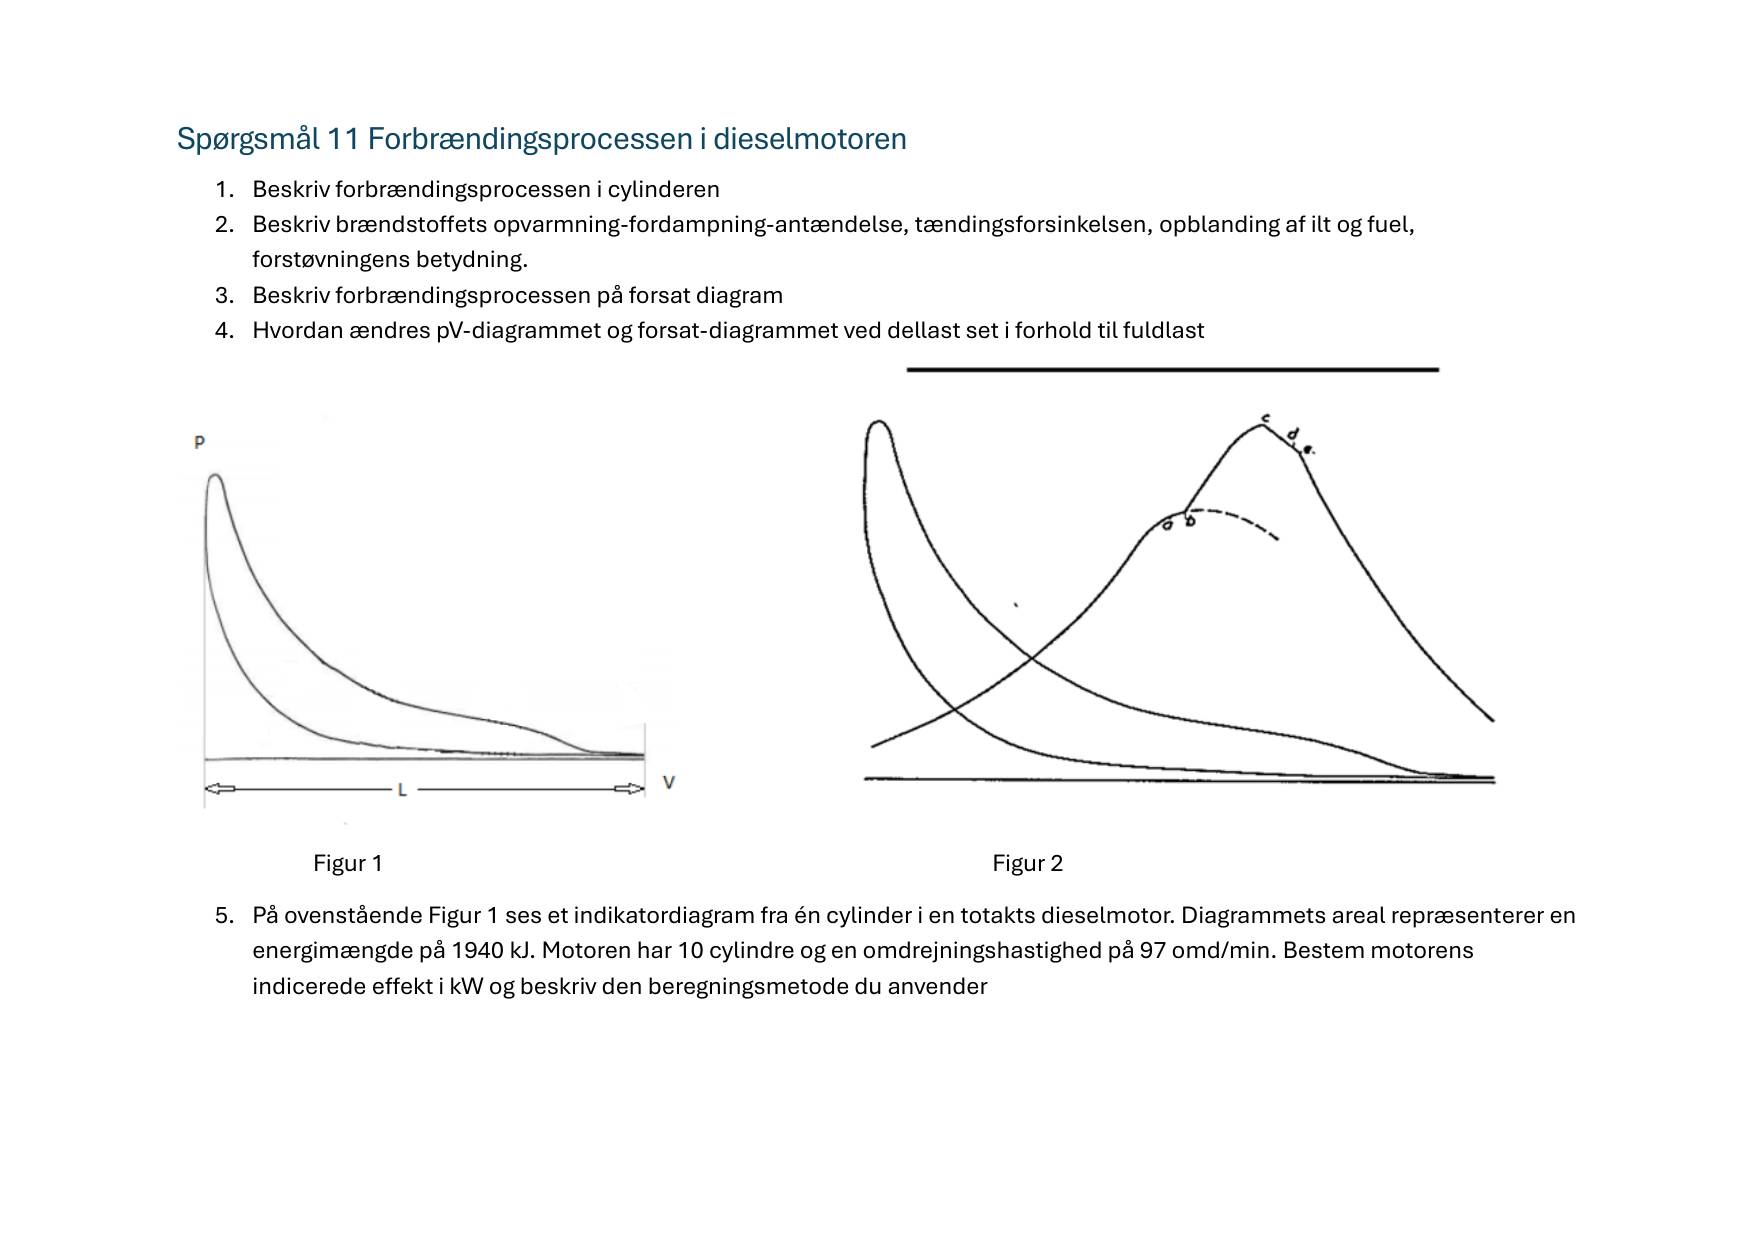 Spørgsmål 11 Forbrændingsprocessen i dieselmotoren
1. Beskriv forbrændingsprocessen i cylinderen
2. Beskriv brændstoffets opvarmning-fordampning-antændelse, tændingsforsinkelsen, opblanding af ilt og fuel,
forstøvningens betydning.
3. Beskriv forbrændingsprocessen på forsat diagram
4. Hvordan ændres pV-diagrammet og forsat-diagrammet ved dellast set i forhold til fuldlast
P
c
d
e.
a b
L
V
Figur 1
Figur 2
5. På ovenstående Figur 1 ses et indikatordiagram fra én cylinder i en totakts dieselmotor. Diagrammets areal repræsenterer en
energimængde på 1940 kJ. Motoren har 10 cylindre og en omdrejningshastighed på 97 omd/min. Bestem motorens
indicerede effekt i kW og beskriv den beregningsmetode du anvender